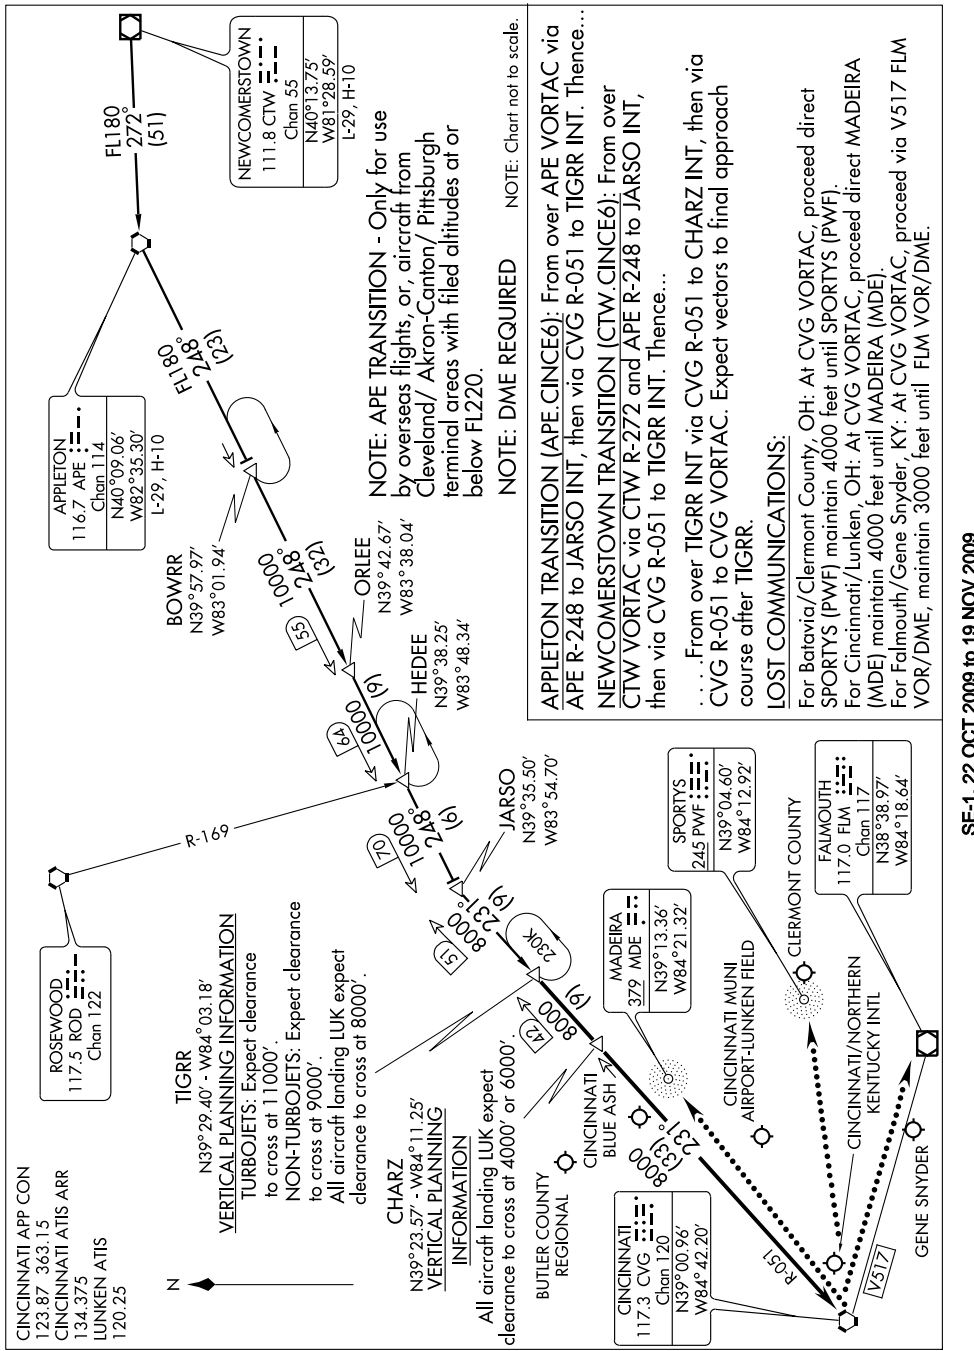 CINCINNATI APP CON
123.87 363.15
CINCINNATI ATIS ARR
134.375
LUNKEN ATIS
120.25
N
ROSEWOOD
117.5 ROD
Chan 122
R-169
TIGRR
N39°29.40' - W84°03.18'
VERTICAL PLANNING INFORMATION
TURBOJETS: Expect clearance
to cross at 11000'.
NON-TURBOJETS: Expect clearance
to cross at 9000'.
All aircraft landing LUK expect
clearance to cross at 8000'.
CHARZ
N39°23.57' - W84°11.25'
VERTICAL PLANNING
INFORMATION
All aircraft landing LUK expect
clearance to cross at 4000' or 6000'.
BUTLER COUNTY
REGIONAL
CINCINNATI
BLUE ASH
CINCINNATI
117.3 CVG
Chan 120
N39°00.96'
W84°42.20'
R-051
V517
GENE SNYDER
CINCINNATI/NORTHERN
KENTUCKY INTL
CINCINNATI MUNI
AIRPORT-LUNKEN FIELD
CLERMONT COUNTY
MADEIRA
379 MDE
N39°13.36'
W84°21.32'
SPORTYS
245 PWF
N39°04.60'
W84°12.92'
FALMOUTH
117.0 FLM
Chan 117
N38°38.97'
W84°18.64'
8000
(33)
231°
42
8000
(9)
230K
51
8000
231°
(9)
JARSO
N39°35.50'
W83°54.70'
70
10000
248°
(6)
HEDEE
N39°38.25'
W83°48.34'
64
10000
(9)
ORLEE
N39°42.67'
W83°38.04'
55
10000
248°
(32)
BOWRR
N39°57.97'
W83°01.94'
FL180
248°
(23)
APPLETON
116.7 APE
Chan 114
N40°09.06'
W82°35.30'
L-29, H-10
FL180
272°
(51)
NEWCOMERSTOWN
111.8 CTW
Chan 55
N40°13.75'
W81°28.59'
L-29, H-10
NOTE: APE TRANSITION - Only for use
by overseas flights, or, aircraft from
Cleveland/ Akron-Canton/ Pittsburgh
terminal areas with filed altitudes at or
below FL220.
NOTE: DME REQUIRED
NOTE: Chart not to scale.
APPLETON TRANSITION (APE.CINCE6): From over APE VORTAC via
APE R-248 to JARSO INT, then via CVG R-051 to TIGRR INT. Thence...
NEWCOMERSTOWN TRANSITION (CTW.CINCE6): From over
CTW VORTAC via CTW R-272 and APE R-248 to JARSO INT,
then via CVG R-051 to TIGRR INT. Thence...
. . . .From over TIGRR INT via CVG R-051 to CHARZ INT, then via
CVG R-051 to CVG VORTAC. Expect vectors to final approach
course after TIGRR.
LOST COMMUNICATIONS:
For Batavia/Clermont County, OH: At CVG VORTAC, proceed direct
SPORTYS (PWF) maintain 4000 feet until SPORTYS (PWF).
For Cincinnati/Lunken, OH: At CVG VORTAC, proceed direct MADEIRA
(MDE) maintain 4000 feet until MADEIRA (MDE).
For Falmouth/Gene Snyder, KY: At CVG VORTAC, proceed via V517 FLM
VOR/DME, maintain 3000 feet until FLM VOR/DME.
SE-1, 22 OCT 2009 to 19 NOV 2009